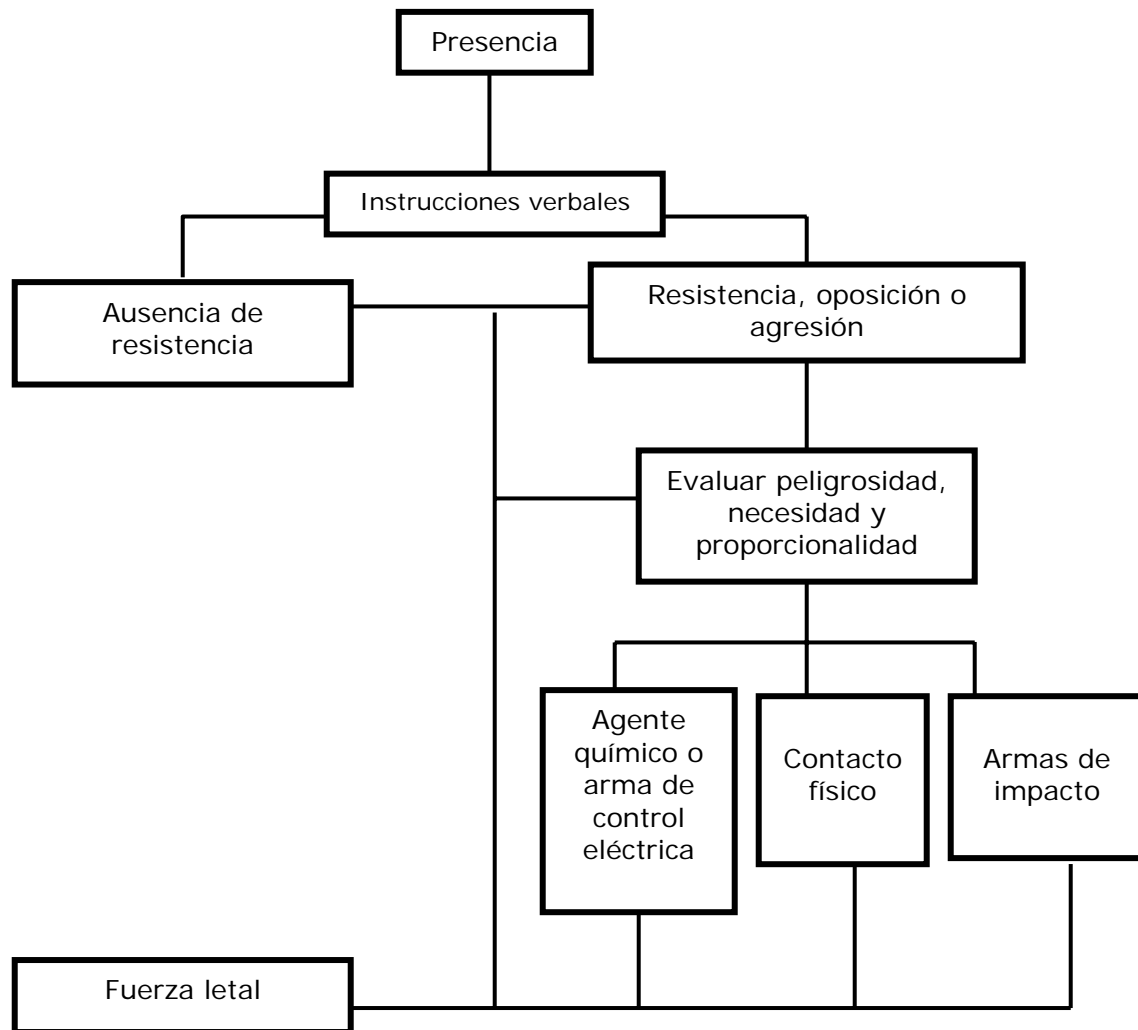 Presencia
Instrucciones verbales
Ausencia de
resistencia
Resistencia, oposición o
agresión
Evaluar peligrosidad,
necesidad y
proporcionalidad
Agente
químico o
arma de
control
eléctrica
Contacto
físico
Armas de
impacto
Fuerza letal